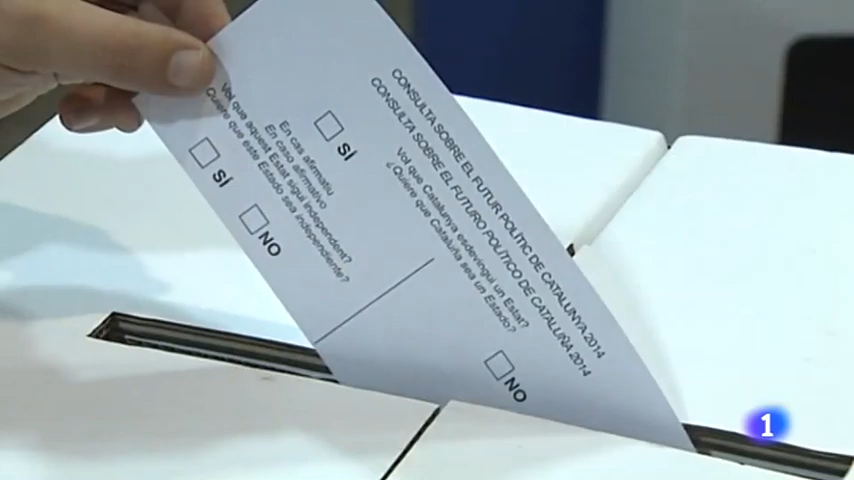 CONSULTA SOBRE EL FUTUR POLÍTIC DE CATALUNYA 2014
CONSULTA SOBRE EL FUTURO POLÍTICO DE CATALUÑA 2014
Vol que Catalunya esdevingui un Estat?
¿Quiere que Cataluña sea un Estado?
SÍ
NO
En cas afirmatiu
En caso afirmativo
Vol que aquest Estat sigui independent?
Quiere que este Estado sea independiente?
SÍ
NO
1